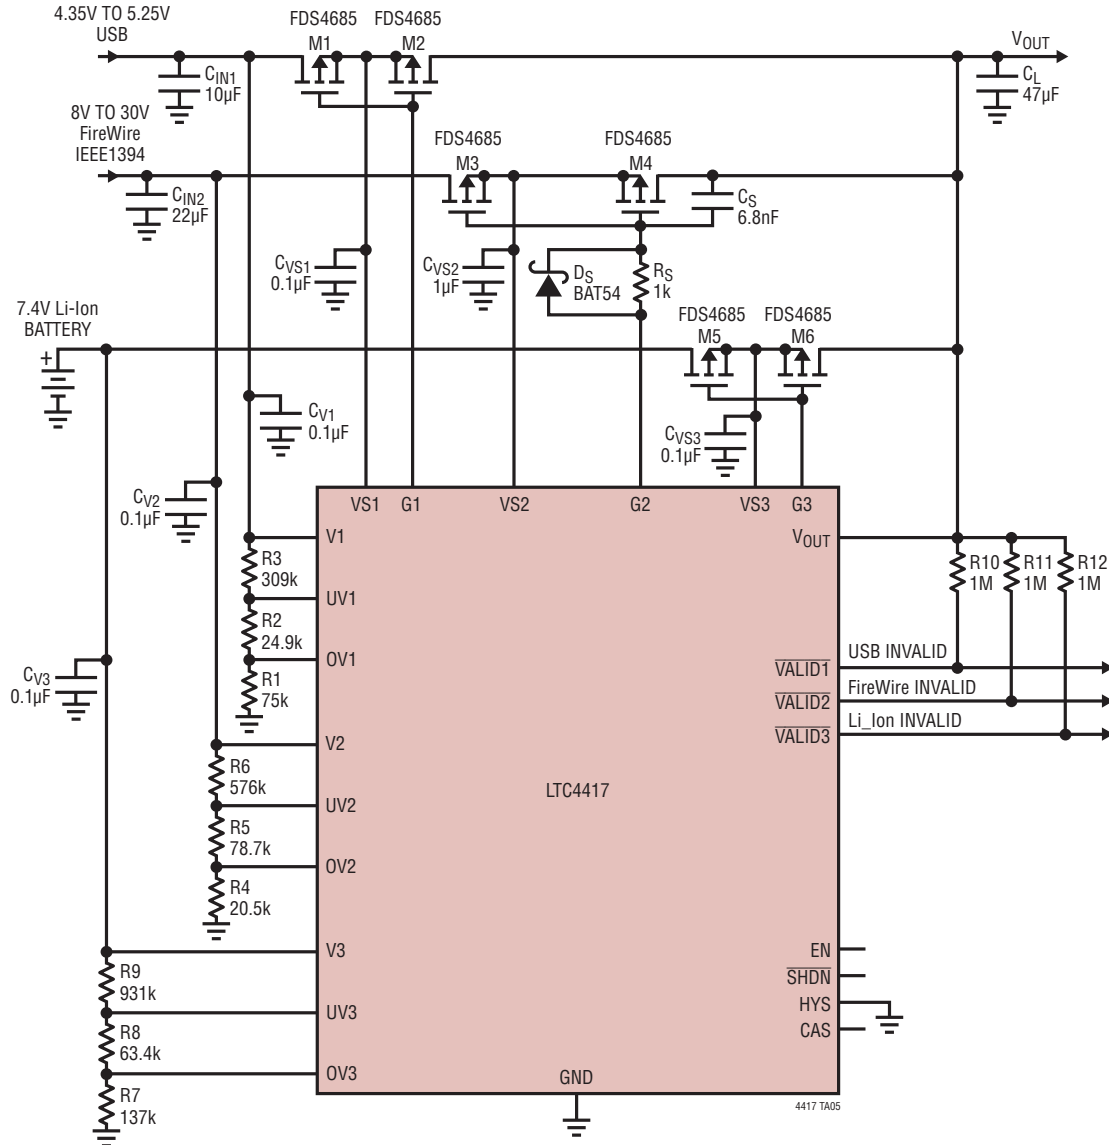 4.35V TO 5.25V
USB
FDS4685
M1
FDS4685
M2
VOUT
CIN1
10µF
CL
47µF
8V TO 30V
FireWire
IEEE1394
FDS4685
M3
FDS4685
M4
CIN2
22µF
CS
6.8nF
CVS1
0.1µF
CVS2
1µF
DS
BAT54
RS
1k
7.4V Li-Ion
BATTERY
+
FDS4685
M5
FDS4685
M6
CV1
0.1µF
CVS3
0.1µF
CV2
0.1µF
VS1
G1
VS2
G2
VS3
G3
V1
VOUT
R3
309k
R10
1M
R11
1M
R12
1M
UV1
R2
24.9k
OV1
USB INVALID
VALID1
CV3
0.1µF
R1
75k
FireWire INVALID
VALID2
Li_Ion INVALID
VALID3
V2
R6
576k
LTC4417
UV2
R5
78.7k
OV2
R4
20.5k
V3
EN
R9
931k
SHDN
HYS
UV3
CAS
R8
63.4k
OV3
GND
R7
137k
4417 TA05